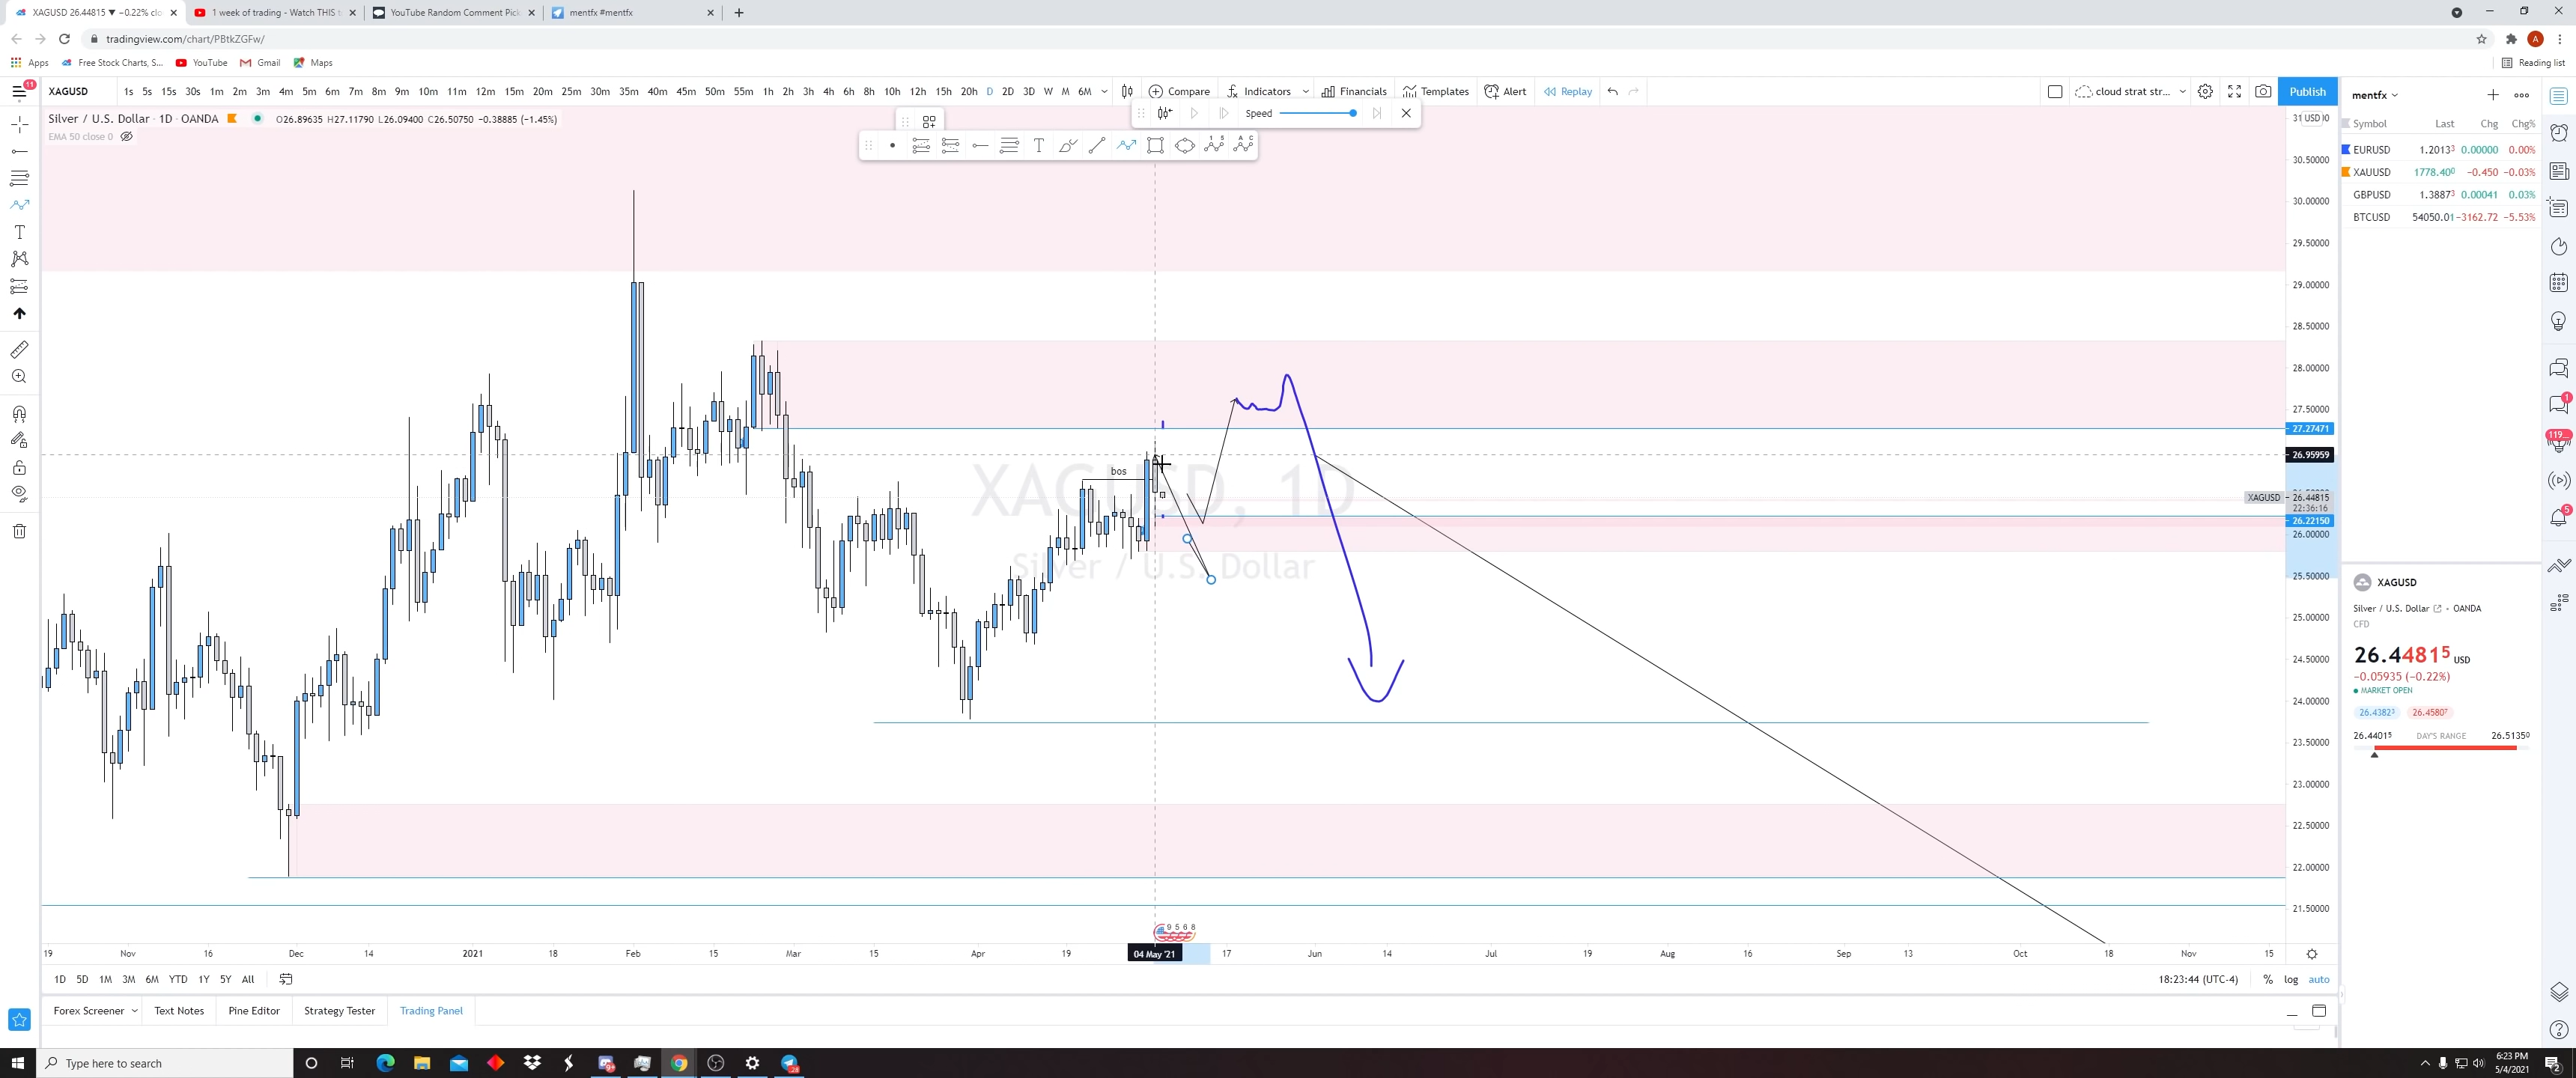 XAGUSD 26.44815 ▼ −0.22% clo
1 week of trading - Watch THIS t
YouTube Random Comment Pick
mentfx #mentfx
tradingview.com/chart/PBtkZGFw/
Apps Free Stock Charts, S... YouTube Gmail Maps
Reading list
11
XAGUSD 1s 5s 15s 30s 1m 2m 3m 4m 5m 6m 7m 8m 9m 10m 11m 12m 15m 20m 25m 30m 35m 40m 45m 50m 55m 1h 2h 3h 4h 6h 8h 10h 12h 15h 20h D 2D 3D W M 6M Compare Indicators Financials Templates Alert Replay cloud strat str... Publish
Speed
Silver / U.S. Dollar · 1D · OANDA O26.89635 H27.11790 L26.09400 C26.50750 −0.38885 (−1.45%)
EMA 50 close 0
USD
30.50000
30.00000
29.50000
29.00000
28.50000
28.00000
27.50000
27.27471
26.95959
XAGUSD 26.44815
22:36:16
26.22150
26.00000
25.50000
25.00000
24.50000
24.00000
23.50000
23.00000
22.50000
22.00000
21.50000
bos
XAGUSD, 1D
Silver / U.S. Dollar
9 5 6 8
19 Nov 16 Dec 14 2021 18 Feb 15 Mar 15 Apr 19 04 May '21 17 Jun 14 Jul 19 Aug 16 Sep 13 Oct 18 Nov 15
1D 5D 1M 3M 6M YTD 1Y 5Y All
18:23:44 (UTC-4) % log auto
Forex Screener Text Notes Pine Editor Strategy Tester Trading Panel
mentfx
Symbol Last Chg Chg%
EURUSD 1.20133 0.00000 0.00%
XAUUSD 1778.400 −0.450 −0.03%
GBPUSD 1.38873 0.00041 0.03%
BTCUSD 54050.01 −3162.72 −5.53%
XAGUSD
Silver / U.S. Dollar • OANDA
CFD
26.44815 USD
−0.05935 (−0.22%)
MARKET OPEN
26.43823 26.45807
26.44015 DAY'S RANGE 26.51350
1
119...
5
Type here to search
6:23 PM
5/4/2021